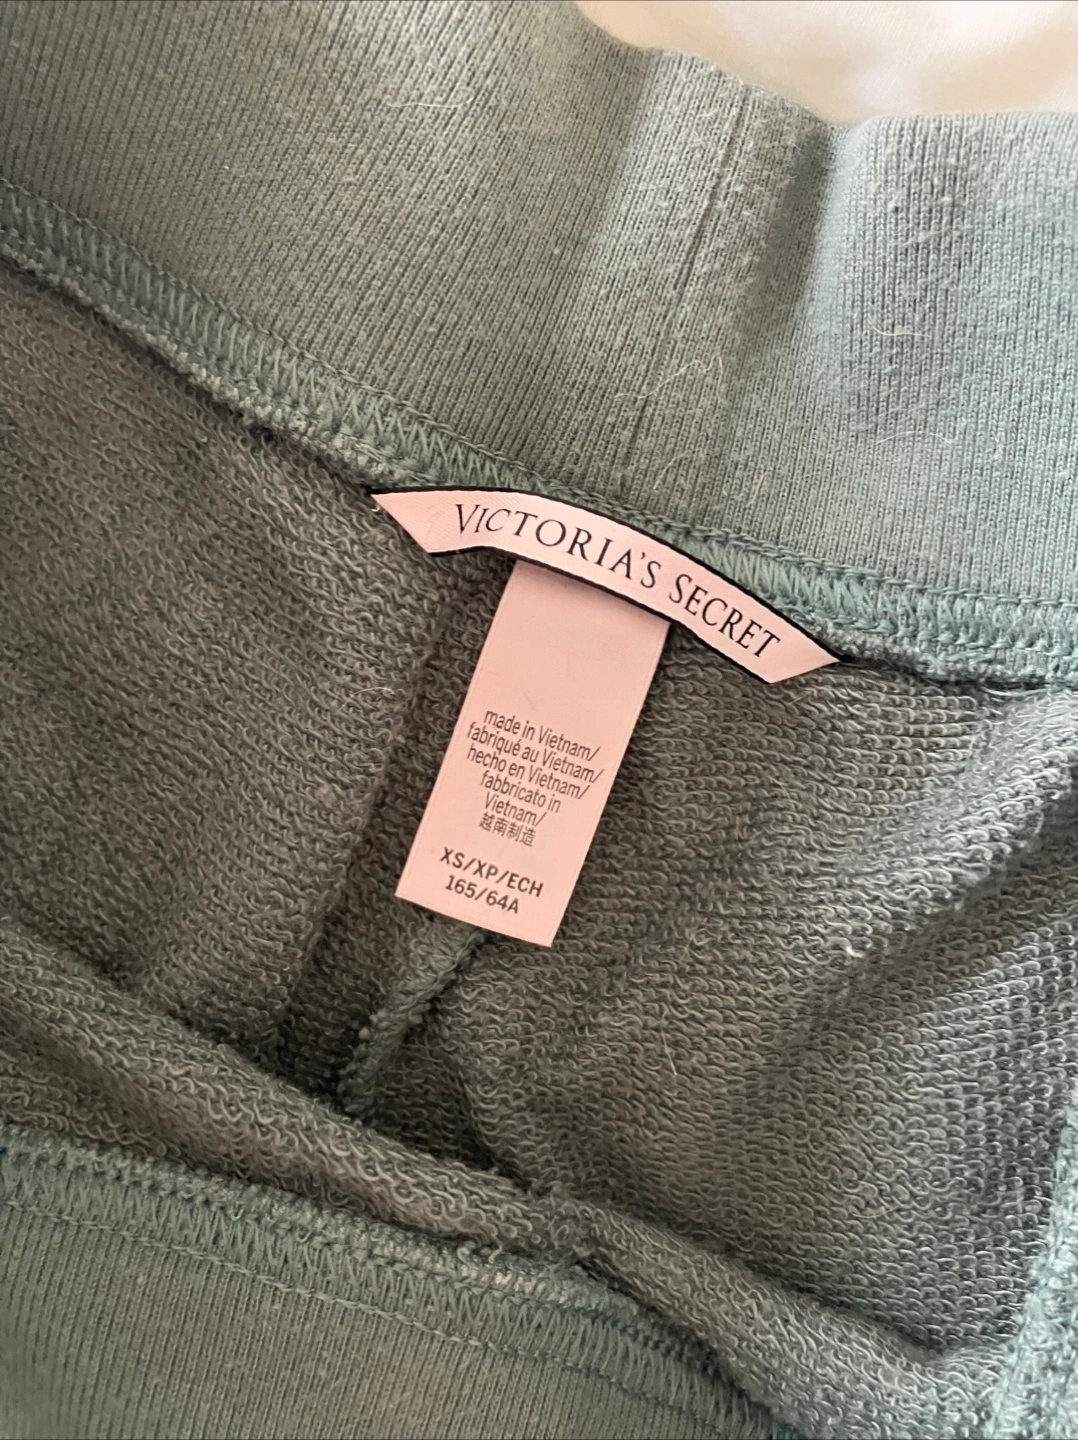 VICTORIA'S SECRET
made in Vietnam/
fabriqué au Vietnam/
hecho en Vietnam/
fabbricato in
Vietnam/
越南制造
XS/XP/ECH
165/64A